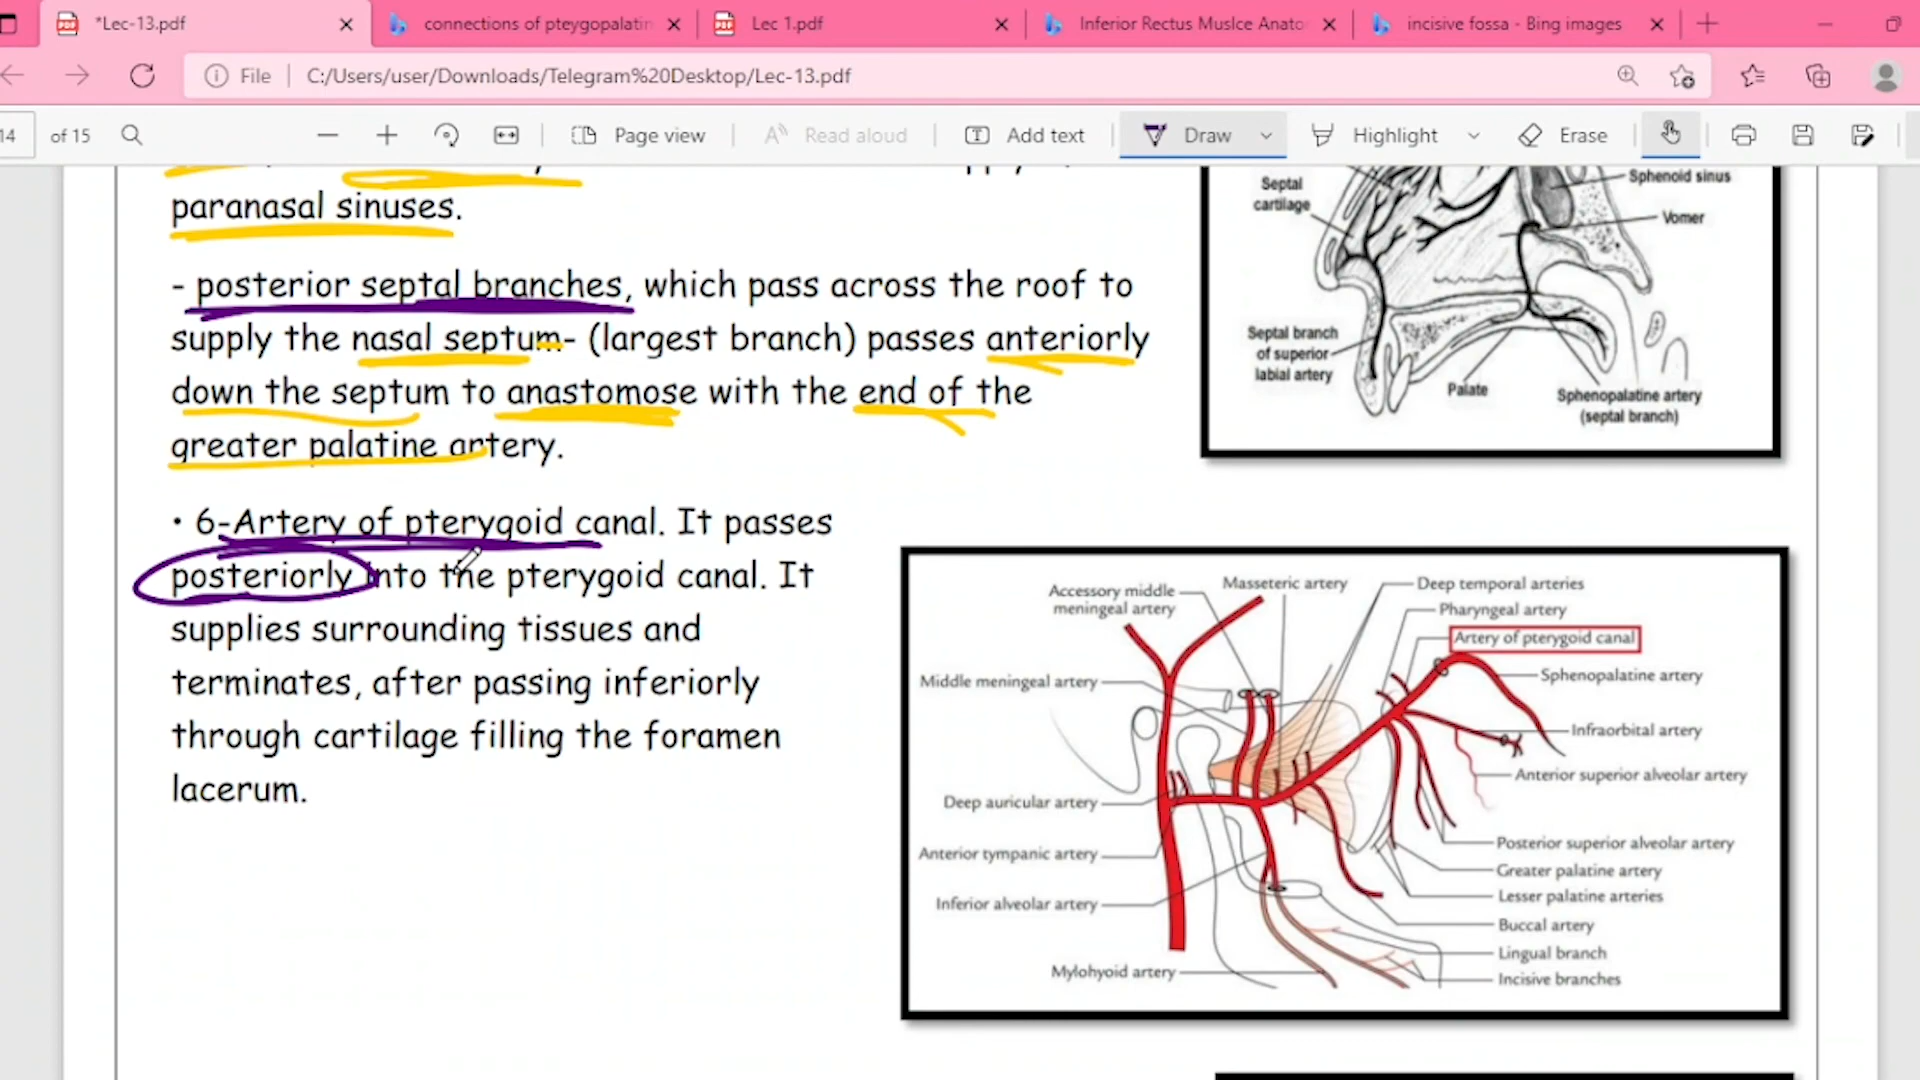 *Lec-13.pdf
connections of pteygopalatin
Lec 1.pdf
Inferior Rectus Muslce Anato
incisive fossa - Bing images
File
C:/Users/user/Downloads/Telegram%20Desktop/Lec-13.pdf
14 of 15
Page view
Read aloud
Add text
Draw
Highlight
Erase
paranasal sinuses.
- posterior septal branches, which pass across the roof to
supply the nasal septum- (largest branch) passes anteriorly
down the septum to anastomose with the end of the
greater palatine artery.
• 6-Artery of pterygoid canal. It passes
posteriorly into the pterygoid canal. It
supplies surrounding tissues and
terminates, after passing inferiorly
through cartilage filling the foramen
lacerum.
Septal
cartilage
Sphenoid sinus
Vomer
Septal branch
of superior
labial artery
Palate
Sphenopalatine artery
(septal branch)
Accessory middle
meningeal artery
Masseteric artery
Deep temporal arteries
Pharyngeal artery
Artery of pterygoid canal
Middle meningeal artery
Sphenopalatine artery
Infraorbital artery
Anterior superior alveolar artery
Deep auricular artery
Posterior superior alveolar artery
Anterior tympanic artery
Greater palatine artery
Lesser palatine arteries
Inferior alveolar artery
Buccal artery
Lingual branch
Mylohyoid artery
Incisive branches